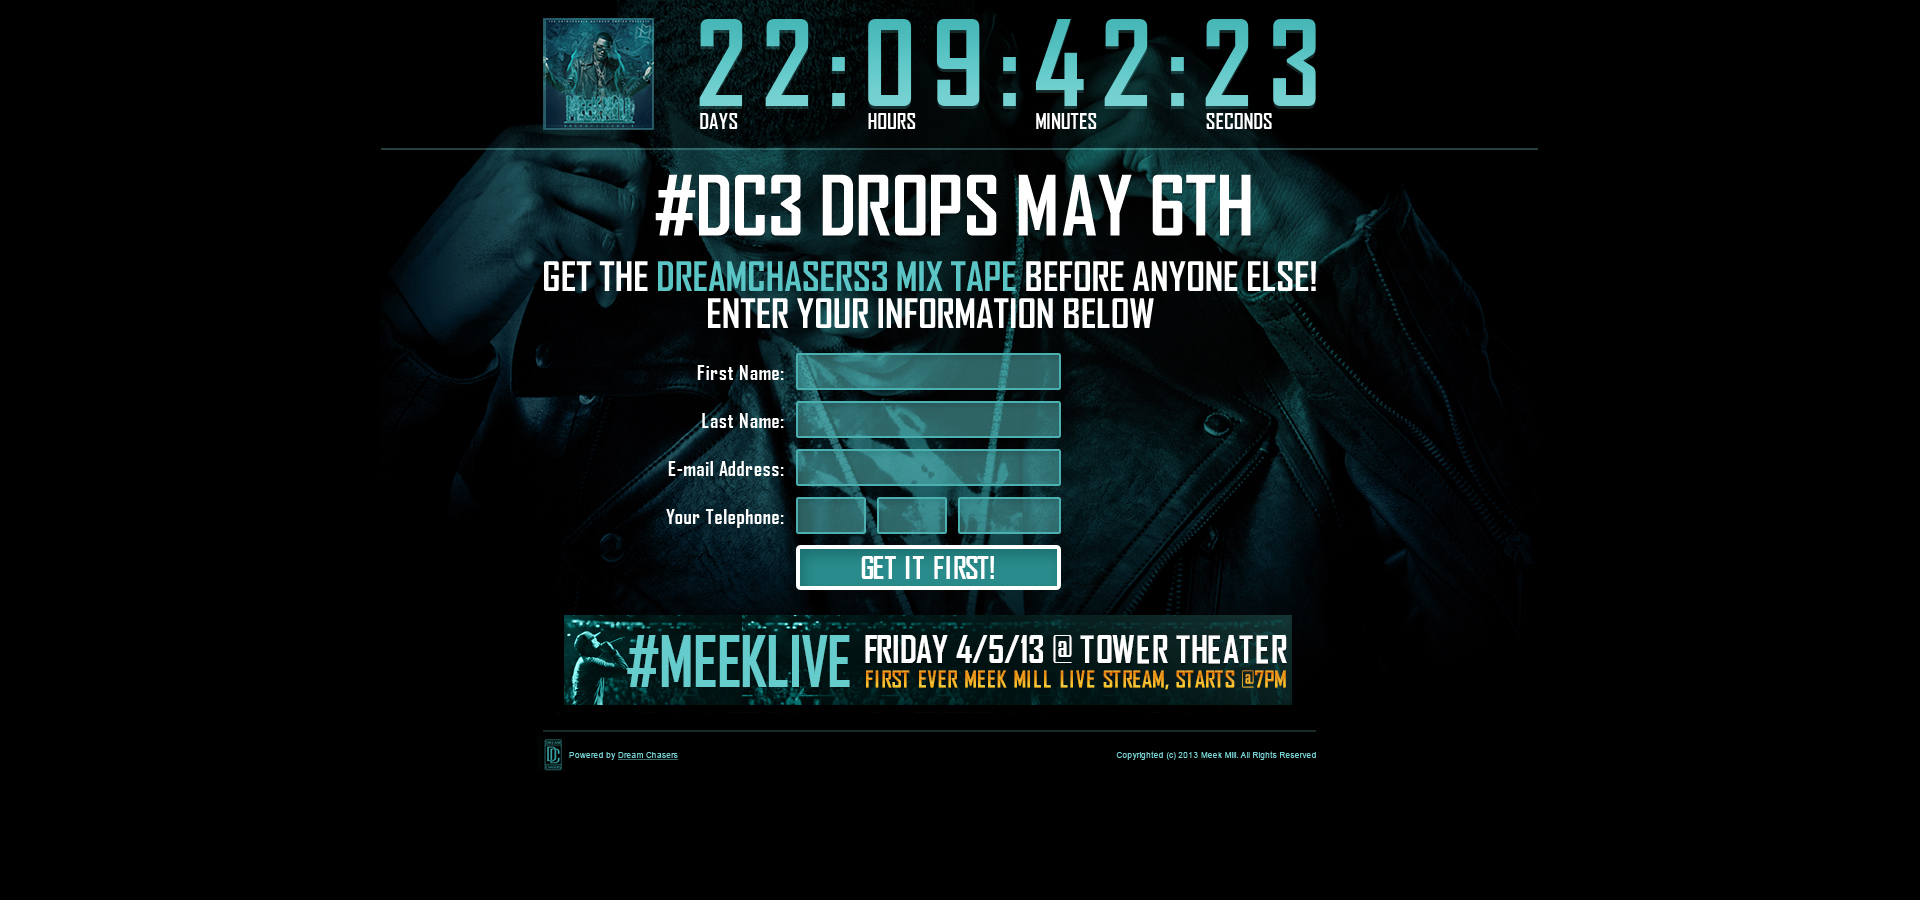 22:09:42:23
DAYS HOURS MINUTES SECONDS
#DC3 DROPS MAY 6TH
GET THE DREAMCHASERS3 MIX TAPE BEFORE ANYONE ELSE!
ENTER YOUR INFORMATION BELOW
First Name:
Last Name:
E-mail Address:
Your Telephone:
GET IT FIRST!
#MEEKLIVE
FRIDAY 4/5/13 @ TOWER THEATER
FIRST EVER MEEK MILL LIVE STREAM, STARTS @7PM
DC
Powered by Dream Chasers
Copyrighted (c) 2013 Meek Mill. All Rights Reserved